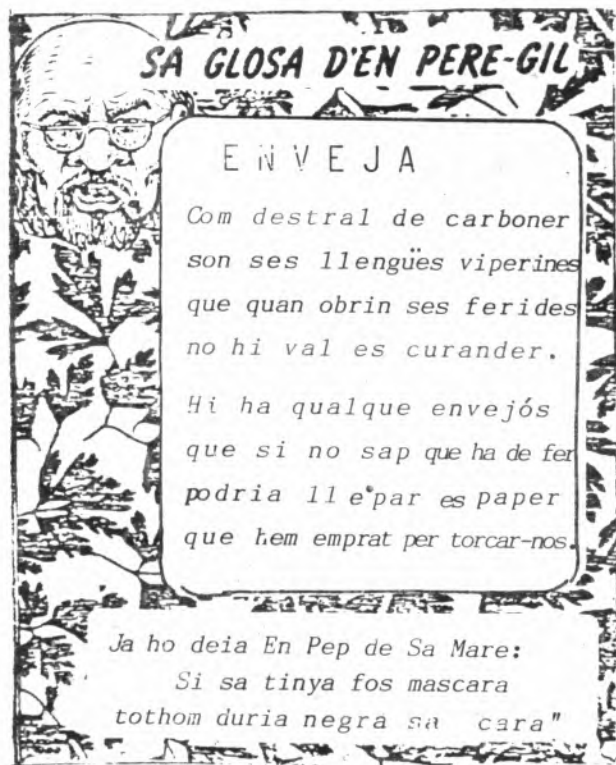 SA GLOSA D'EN PERE-GIL
ENVEJA
Com destral de carboner
son ses llengües viperines
que quan obrin ses ferides
no hi val es curander.
Hi ha qualque envejós
que si no sap que ha de fer
podria llepar es paper
que hem emprat per torcar-nos.
Ja ho deia En Pep de Sa Mare:
Si sa tinya fos mascara
tothom duria negra sa cara"